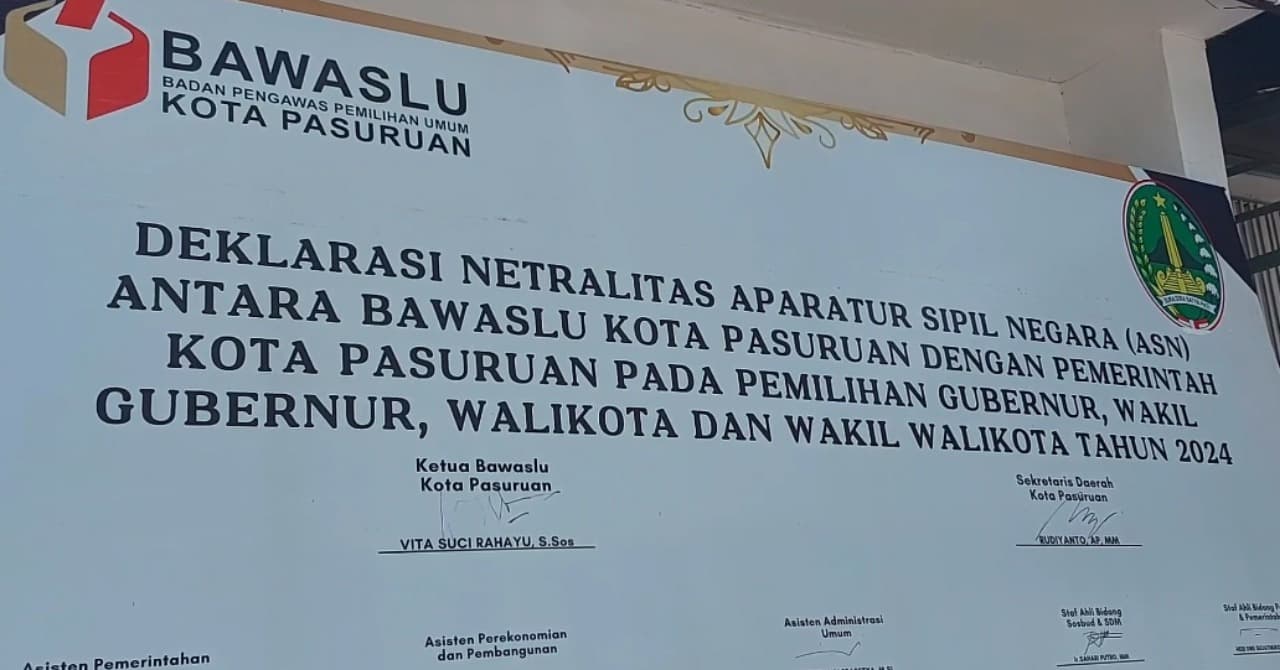 BAWASLU
BADAN PENGAWAS PEMILIHAN UMUM
KOTA PASURUAN
DEKLARASI NETRALITAS APARATUR SIPIL NEGARA (ASN)
ANTARA BAWASLU KOTA PASURUAN DENGAN PEMERINTAH
KOTA PASURUAN PADA PEMILIHAN GUBERNUR, WAKIL
GUBERNUR, WALIKOTA DAN WAKIL WALIKOTA TAHUN 2024
Ketua Bawaslu
Kota Pasuruan
VITA SUCI RAHAYU, S.Sos
Sekretaris Daerah
Kota Pasuruan
RUDIYANTO, AP, MM
Asisten Pemerintahan
Asisten Perekonomian
dan Pembangunan
Asisten Administrasi
Umum
Staf Ahli Bidang
Sosbud & SDM
Staf Ahli Bidang